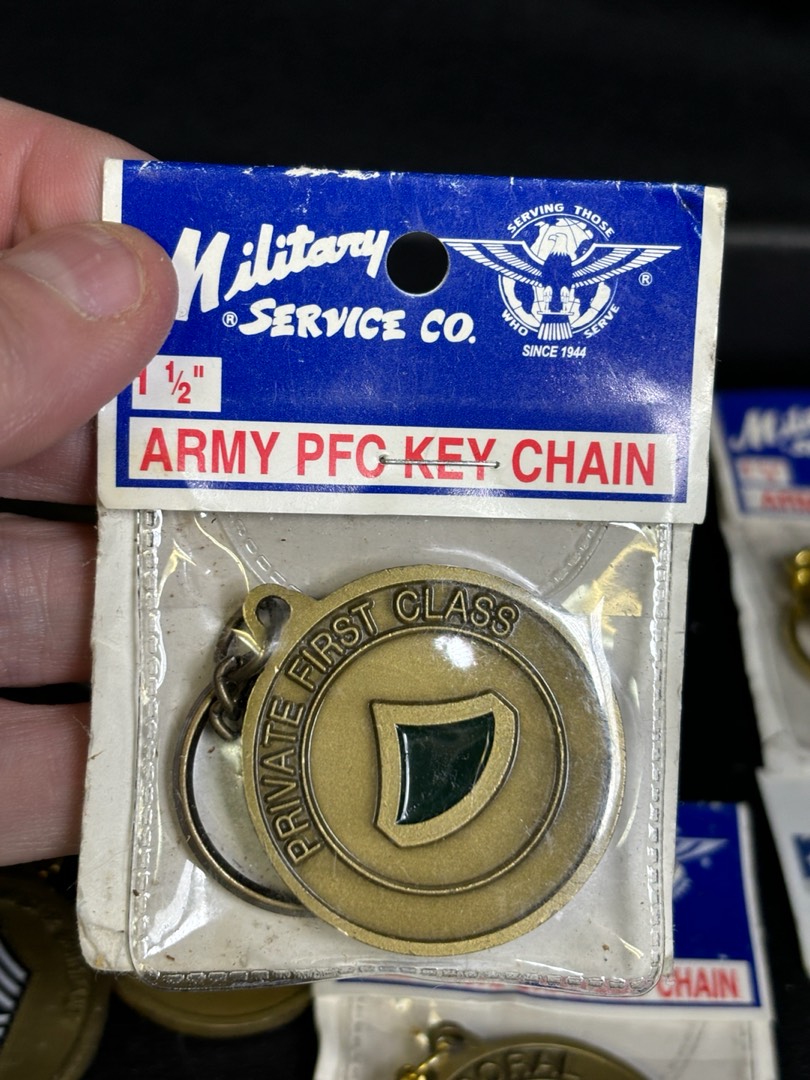 Military
® SERVICE CO.
SERVING THOSE
WHO SERVE
®
SINCE 1944
1 ½"
ARMY PFC KEY CHAIN
PRIVATE FIRST CLASS
CHAIN